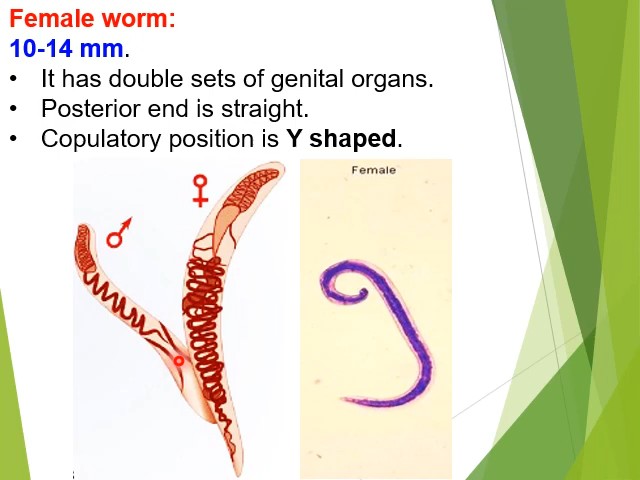 Female worm:
10-14 mm.
• It has double sets of genital organs.
• Posterior end is straight.
• Copulatory position is Y shaped.
♀
♂
Female